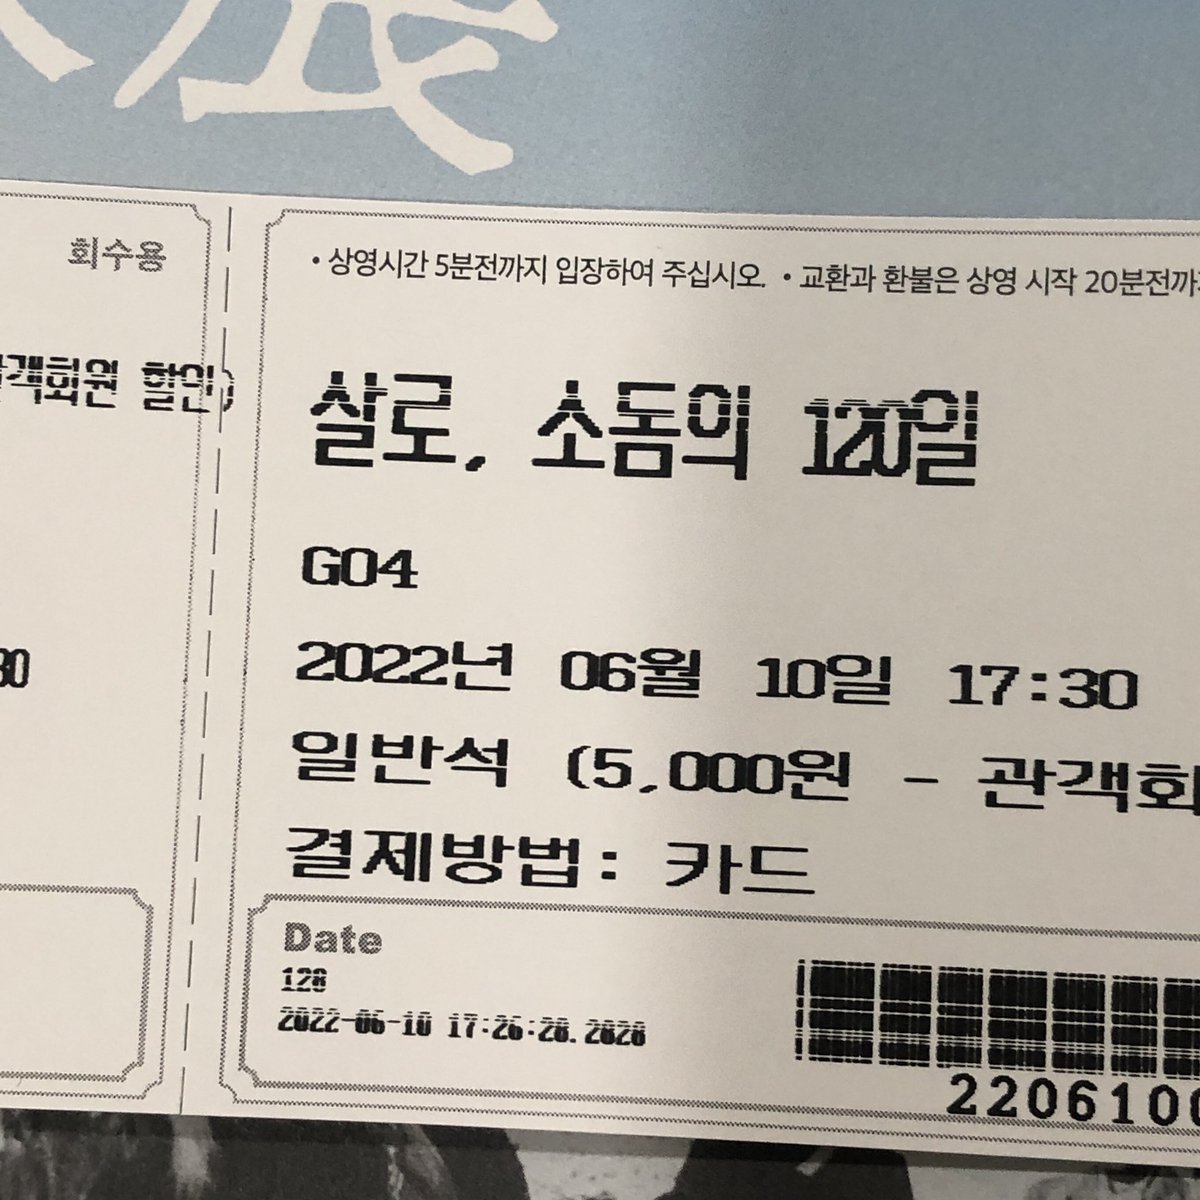 展
회수용
• 상영시간 5분전까지 입장하여 주십시오. • 교환과 환불은 상영 시작 20분전까지
객회원 할인)
살로, 소돔의 120일
G04
30
2022년 06월 10일 17:30
일반석 (5,000원 - 관객회
결제방법: 카드
Date
128
2022-06-10 17:26:28.2828
220610